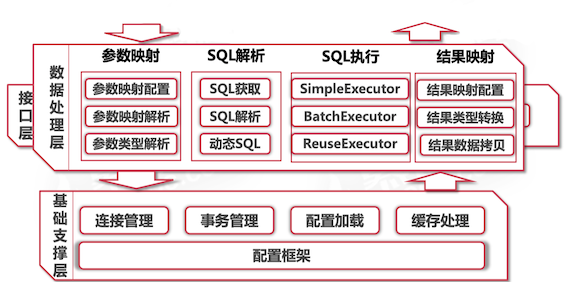 参数映射 SQL解析 SQL执行 结果映射
接口层
数据处理层
参数映射配置 SQL获取 SimpleExecutor 结果映射配置
参数映射解析 SQL解析 BatchExecutor 结果类型转换
参数类型解析 动态SQL ReuseExecutor 结果数据拷贝
基础支撑层
连接管理 事务管理 配置加载 缓存处理
配置框架